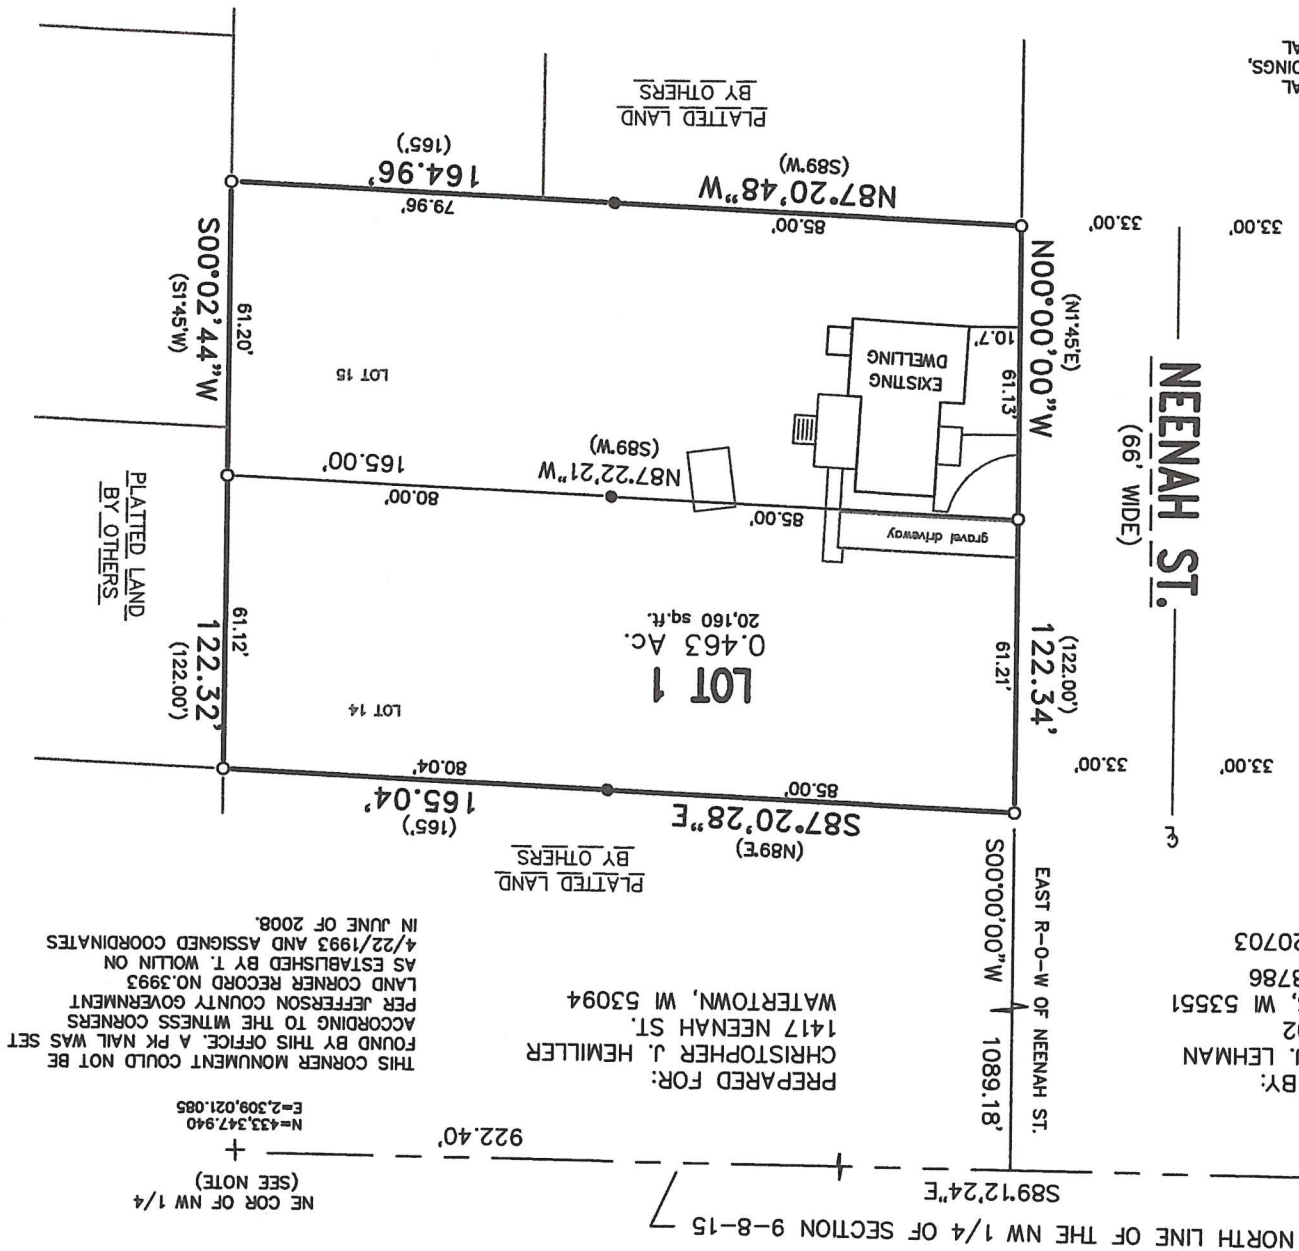 NORTH LINE OF THE NW 1/4 OF SECTION 9-8-15
S89°12'24"E
922.40'
NE COR OF NW 1/4
(SEE NOTE)
N=433,347.940
E=2,309,021.085
THIS CORNER MONUMENT COULD NOT BE
FOUND BY THIS OFFICE. A PK NAIL WAS SET
ACCORDING TO THE WITNESS CORNERS
PER JEFFERSON COUNTY GOVERNMENT
LAND CORNER RECORD NO.3993
AS ESTABLISHED BY T. WOLLIN ON
4/22/1993 AND ASSIGNED COORDINATES
IN JUNE OF 2008.
BY:
J. LEHMAN
02
, WI 53551
3786
20703
EAST R-O-W OF NEENAH ST.
S00°00'00"W 1089.18'
PREPARED FOR:
CHRISTOPHER J. HEMILLER
1417 NEENAH ST.
WATERTOWN, WI 53094
PLATTED LAND
BY OTHERS
(N89°E)
S87°20'28"E
(165')
165.04'
85.00'
80.04'
33.00'
33.00'
NEENAH ST.
(66' WIDE)
(122.00')
122.34'
61.21'
LOT 14
LOT 1
0.463 Ac.
20,160 sq.ft.
61.12'
122.32'
(122.00')
PLATTED LAND
BY OTHERS
gravel driveway
85.00'
80.00'
N87°22'21"W
(S89°W)
165.00'
EXISTING
DWELLING
10.7'
61.13'
N00°00'00"W
(N1°45'E)
LOT 15
61.20'
S00°02'44"W
(S1°45'W)
33.00'
33.00'
85.00'
79.96'
N87°20'48"W
(S89°W)
164.96'
(165')
PLATTED LAND
BY OTHERS
AL
DINGS,
AL